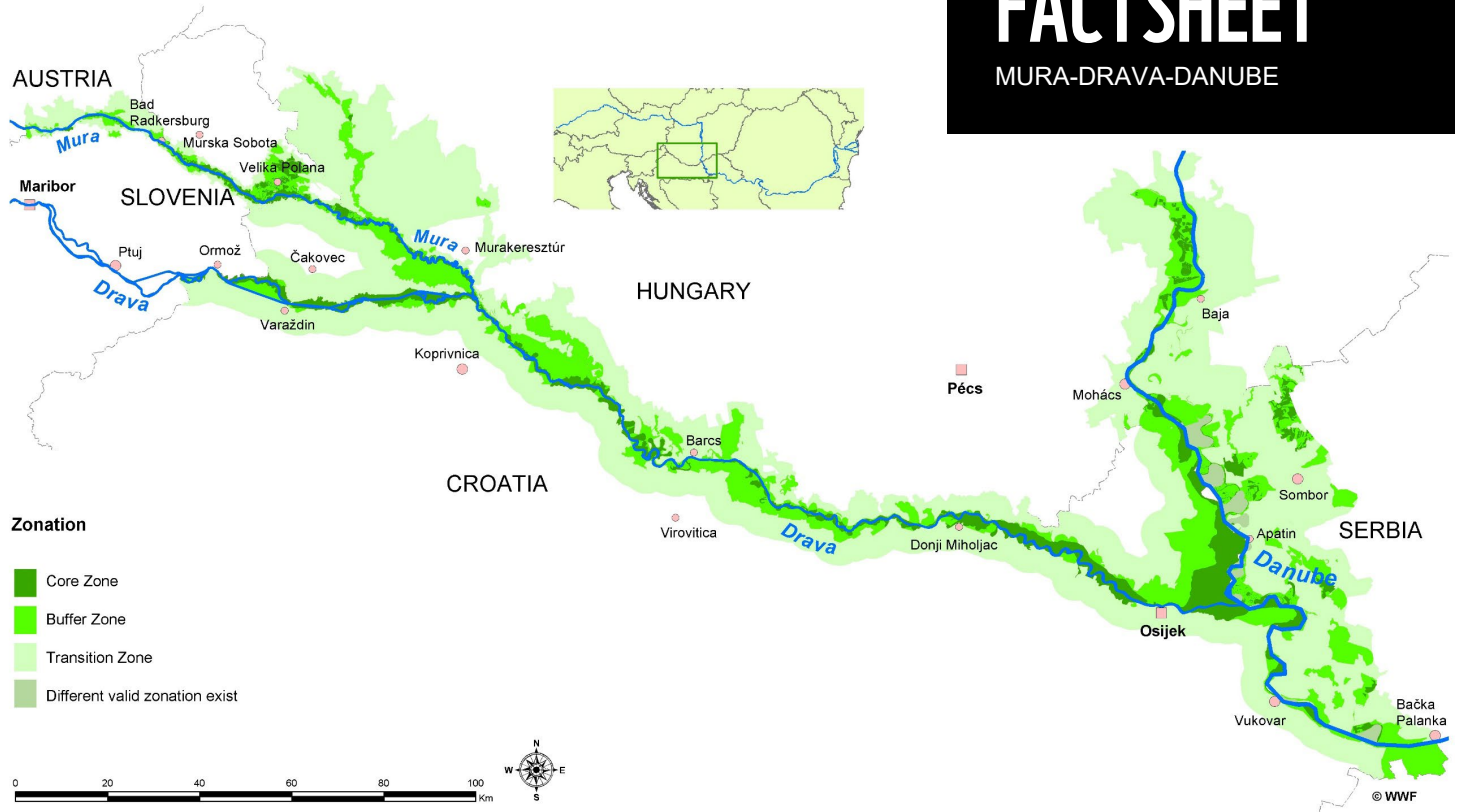 FACTSHEET
MURA-DRAVA-DANUBE
AUSTRIA
Bad
Radkersburg
Mura
Murska Sobota
Velika Polana
Maribor
SLOVENIA
Ptuj
Ormož
Čakovec
Mura
Murakeresztúr
Drava
Varaždin
HUNGARY
Baja
Koprivnica
Pécs
Mohács
Barcs
CROATIA
Sombor
Virovitica
Drava
Donji Miholjac
Apatin
SERBIA
Danube
Osijek
Vukovar
Bačka
Palanka
Zonation
Core Zone
Buffer Zone
Transition Zone
Different valid zonation exist
0 20 40 60 80 100
Km
N
W E
S
© WWF